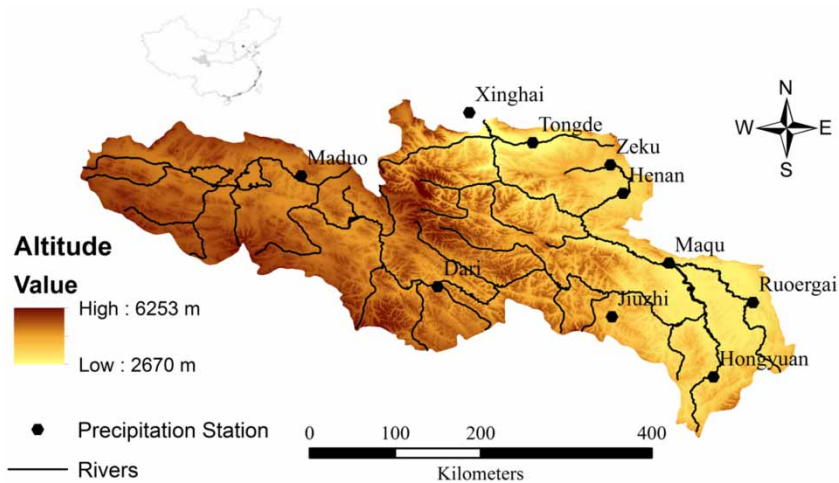 Xinghai
N
Tongde
W
E
Zeku
S
Maduo
Henan
Altitude
Value
Maqu
High : 6253 m
Dari
Ruoergai
Jiuzhi
Low : 2670 m
Hongyuan
Precipitation Station
0 100 200 400
Rivers
Kilometers